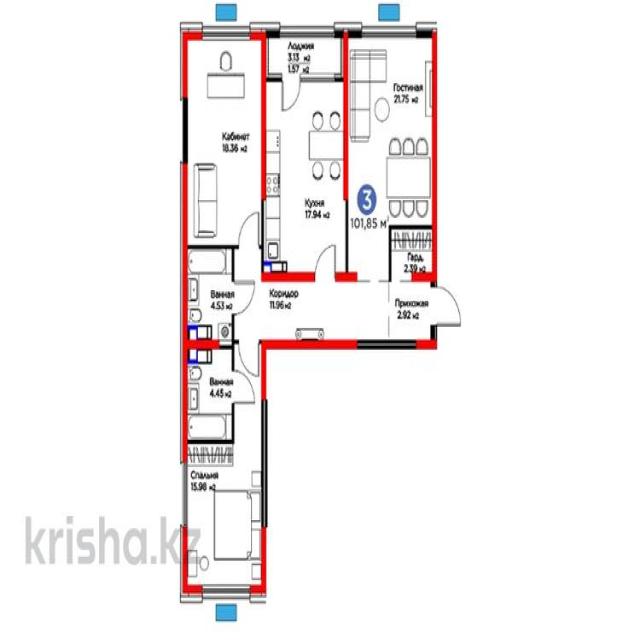 Лоджия
3.13 м2
1.57 м2
Гостиная
21.75 м2
Кабинет
18.36 м2
Кухня
17.94 м2
3
101,85 м²
Гард.
2.39 м2
Ванная
4.53 м2
Коридор
11.96 м2
Прихожая
2.92 м2
Ванная
4.45 м2
Спальня
15.98 м2
krisha.kz